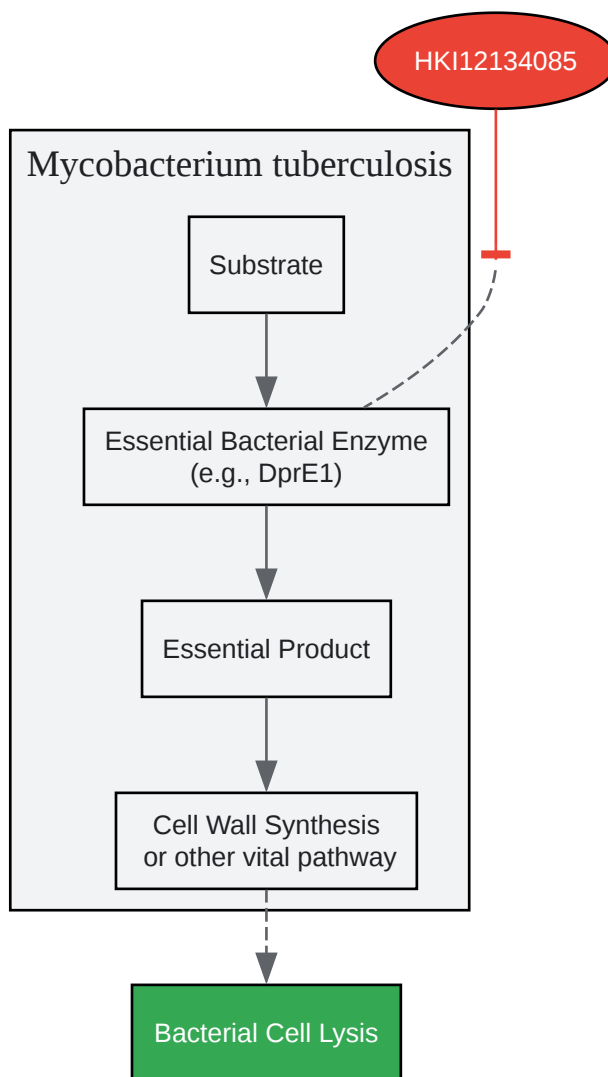 HKI12134085
Mycobacterium tuberculosis
Substrate
Essential Bacterial Enzyme
(e.g., DprE1)
Essential Product
Cell Wall Synthesis
or other vital pathway
Bacterial Cell Lysis